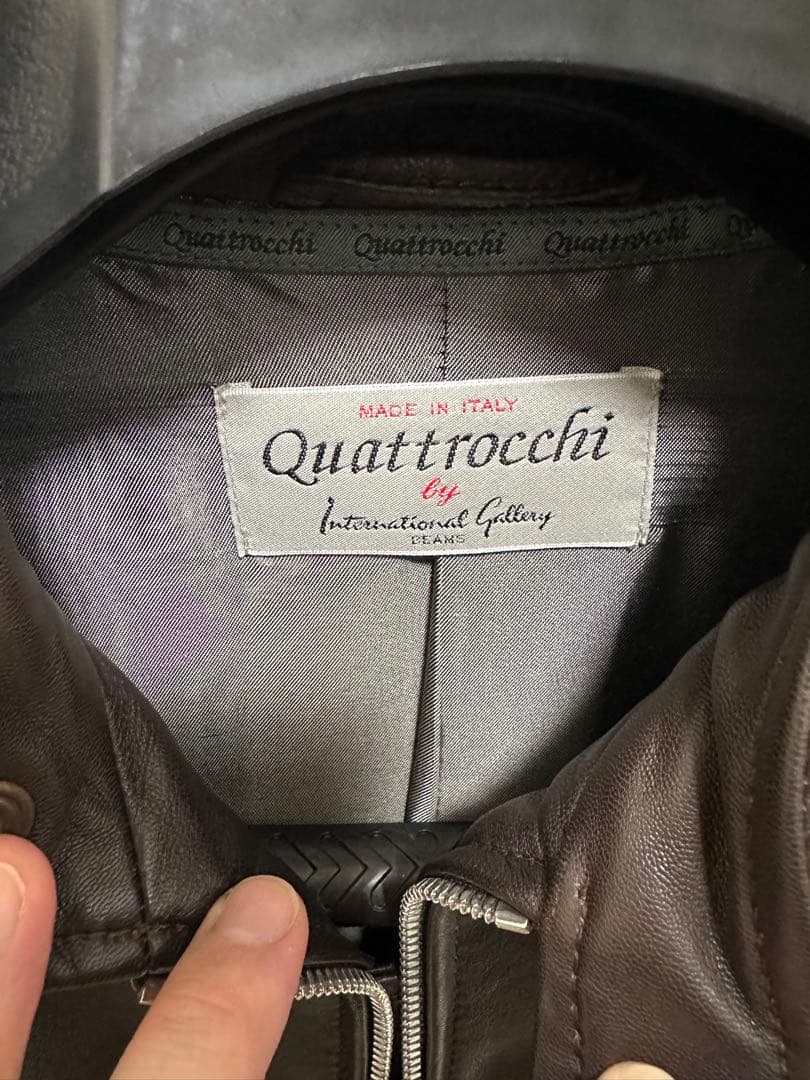 Quattrocchi Quattrocchi Quattrocchi
MADE IN ITALY
Quattrocchi
by
International Gallery
BEAMS